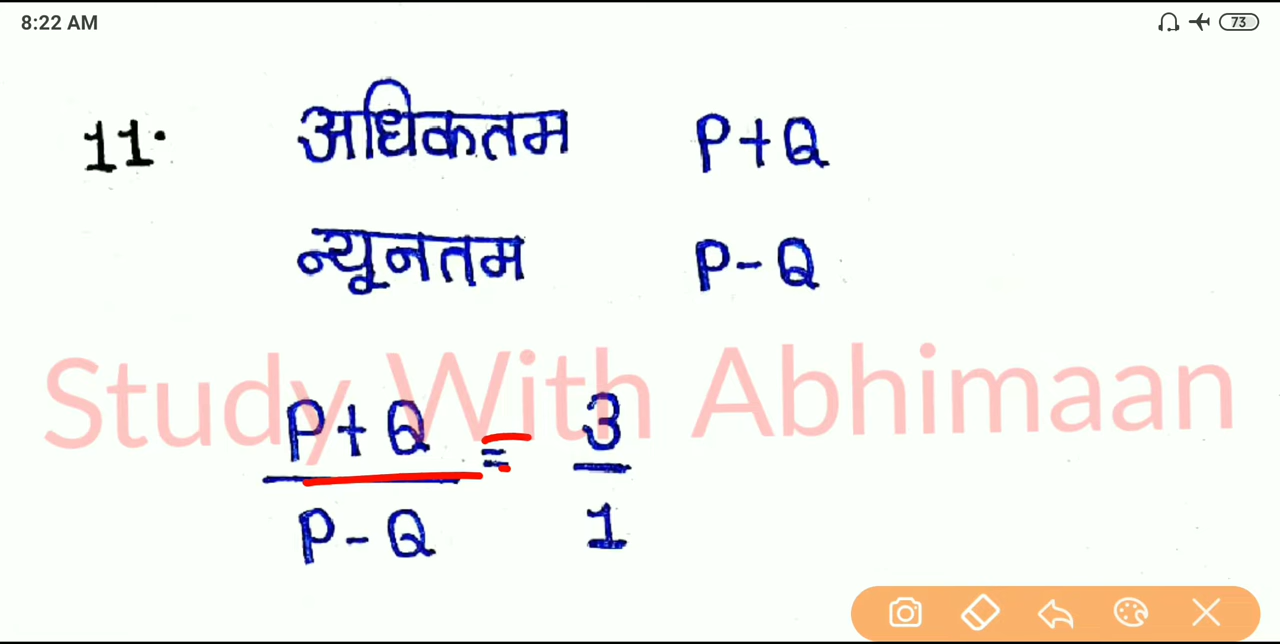 8:22 AM
73
11. अधिकतम P+Q
न्यूनतम P-Q
Study With Abhimaan
P+Q = 3
P-Q 1